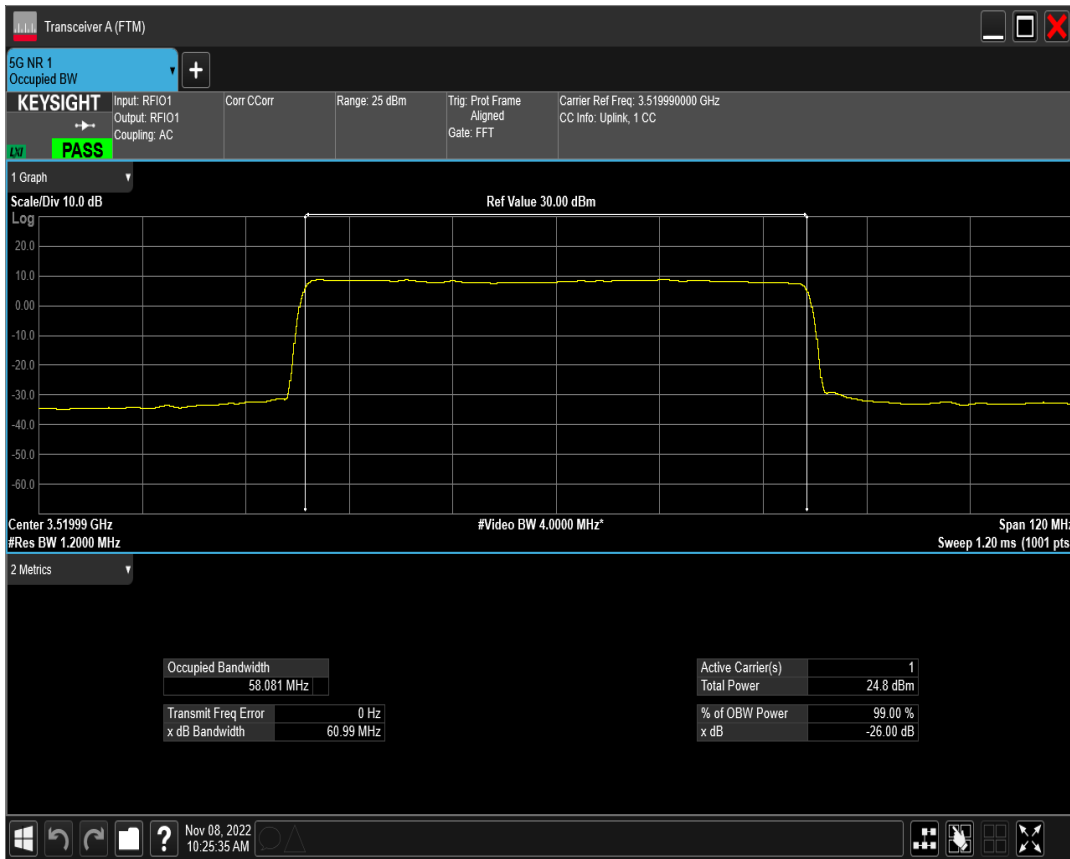 Transceiver A (FTM)
5G NR 1
Occupied BW
+
KEYSIGHT
LXI
PASS
Input: RFIO1
Output: RFIO1
Coupling: AC
Corr CCorr
Range: 25 dBm
Trig: Prot Frame
Aligned
Gate: FFT
Carrier Ref Freq: 3.519990000 GHz
CC Info: Uplink, 1 CC
1 Graph
Scale/Div 10.0 dB
Ref Value 30.00 dBm
Log
20.0
10.0
0.00
-10.0
-20.0
-30.0
-40.0
-50.0
-60.0
Center 3.51999 GHz
#Video BW 4.0000 MHz*
Span 120 MHz
#Res BW 1.2000 MHz
Sweep 1.20 ms (1001 pts
2 Metrics
Occupied Bandwidth
58.081 MHz
Transmit Freq Error 0 Hz
x dB Bandwidth 60.99 MHz
Active Carrier(s) 1
Total Power 24.8 dBm
% of OBW Power 99.00 %
x dB -26.00 dB
?
Nov 08, 2022
10:25:35 AM